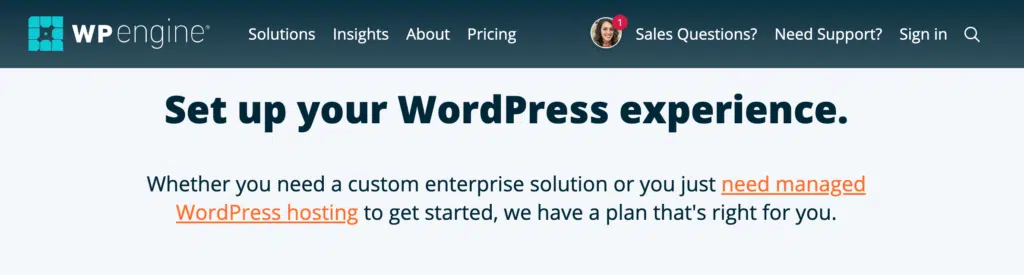 WP engine®
Solutions Insights About Pricing 1 Sales Questions? Need Support? Sign in
Set up your WordPress experience.
Whether you need a custom enterprise solution or you just need managed
WordPress hosting to get started, we have a plan that's right for you.